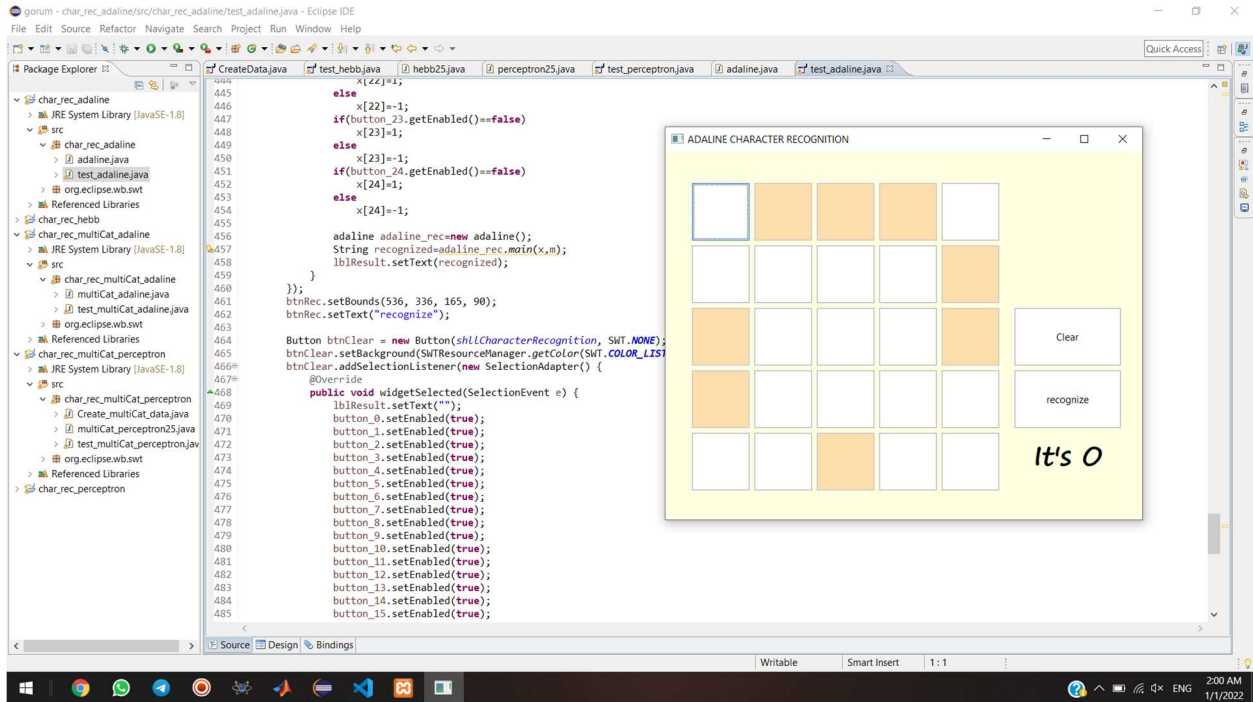 gorum - char_rec_adaline/src/char_rec_adaline/test_adaline.java - Eclipse IDE
File Edit Source Refactor Navigate Search Project Run Window Help
Quick Access
Package Explorer
CreateData.java test_hebb.java hebb25.java perceptron25.java test_perceptron.java adaline.java test_adaline.java
char_rec_adaline
JRE System Library [JavaSE-1.8]
src
char_rec_adaline
adaline.java
test_adaline.java
org.eclipse.wb.swt
Referenced Libraries
char_rec_hebb
char_rec_multiCat_adaline
JRE System Library [JavaSE-1.8]
src
char_rec_multiCat_adaline
multiCat_adaline.java
test_multiCat_adaline.java
org.eclipse.wb.swt
Referenced Libraries
char_rec_multiCat_perceptron
JRE System Library [JavaSE-1.8]
src
char_rec_multiCat_perceptron
Create_multiCat_data.java
multiCat_perceptron25.java
test_multiCat_perceptron.jav
org.eclipse.wb.swt
Referenced Libraries
char_rec_perceptron
444 x[22]=1;
445 else
446 x[22]=-1;
447 if(button_23.getEnabled()==false)
448 x[23]=1;
449 else
450 x[23]=-1;
451 if(button_24.getEnabled()==false)
452 x[24]=1;
453 else
454 x[24]=-1;
455
456 adaline adaline_rec=new adaline();
457 String recognized=adaline_rec.main(x,m);
458 lblResult.setText(recognized);
459 }
460 });
461 btnRec.setBounds(536, 336, 165, 90);
462 btnRec.setText("recognize");
463
464 Button btnClear = new Button(shllCharacterRecognition, SWT.NONE);
465 btnClear.setBackground(SWTResourceManager.getColor(SWT.COLOR_LIST
466 btnClear.addSelectionListener(new SelectionAdapter() {
467 @Override
468 public void widgetSelected(SelectionEvent e) {
469 lblResult.setText("");
470 button_0.setEnabled(true);
471 button_1.setEnabled(true);
472 button_2.setEnabled(true);
473 button_3.setEnabled(true);
474 button_4.setEnabled(true);
475 button_5.setEnabled(true);
476 button_6.setEnabled(true);
477 button_7.setEnabled(true);
478 button_8.setEnabled(true);
479 button_9.setEnabled(true);
480 button_10.setEnabled(true);
481 button_11.setEnabled(true);
482 button_12.setEnabled(true);
483 button_13.setEnabled(true);
484 button_14.setEnabled(true);
485 button_15.setEnabled(true);
ADALINE CHARACTER RECOGNITION
Clear
recognize
It's O
Source Design Bindings
Writable Smart Insert 1 : 1
ENG
2:00 AM
1/1/2022